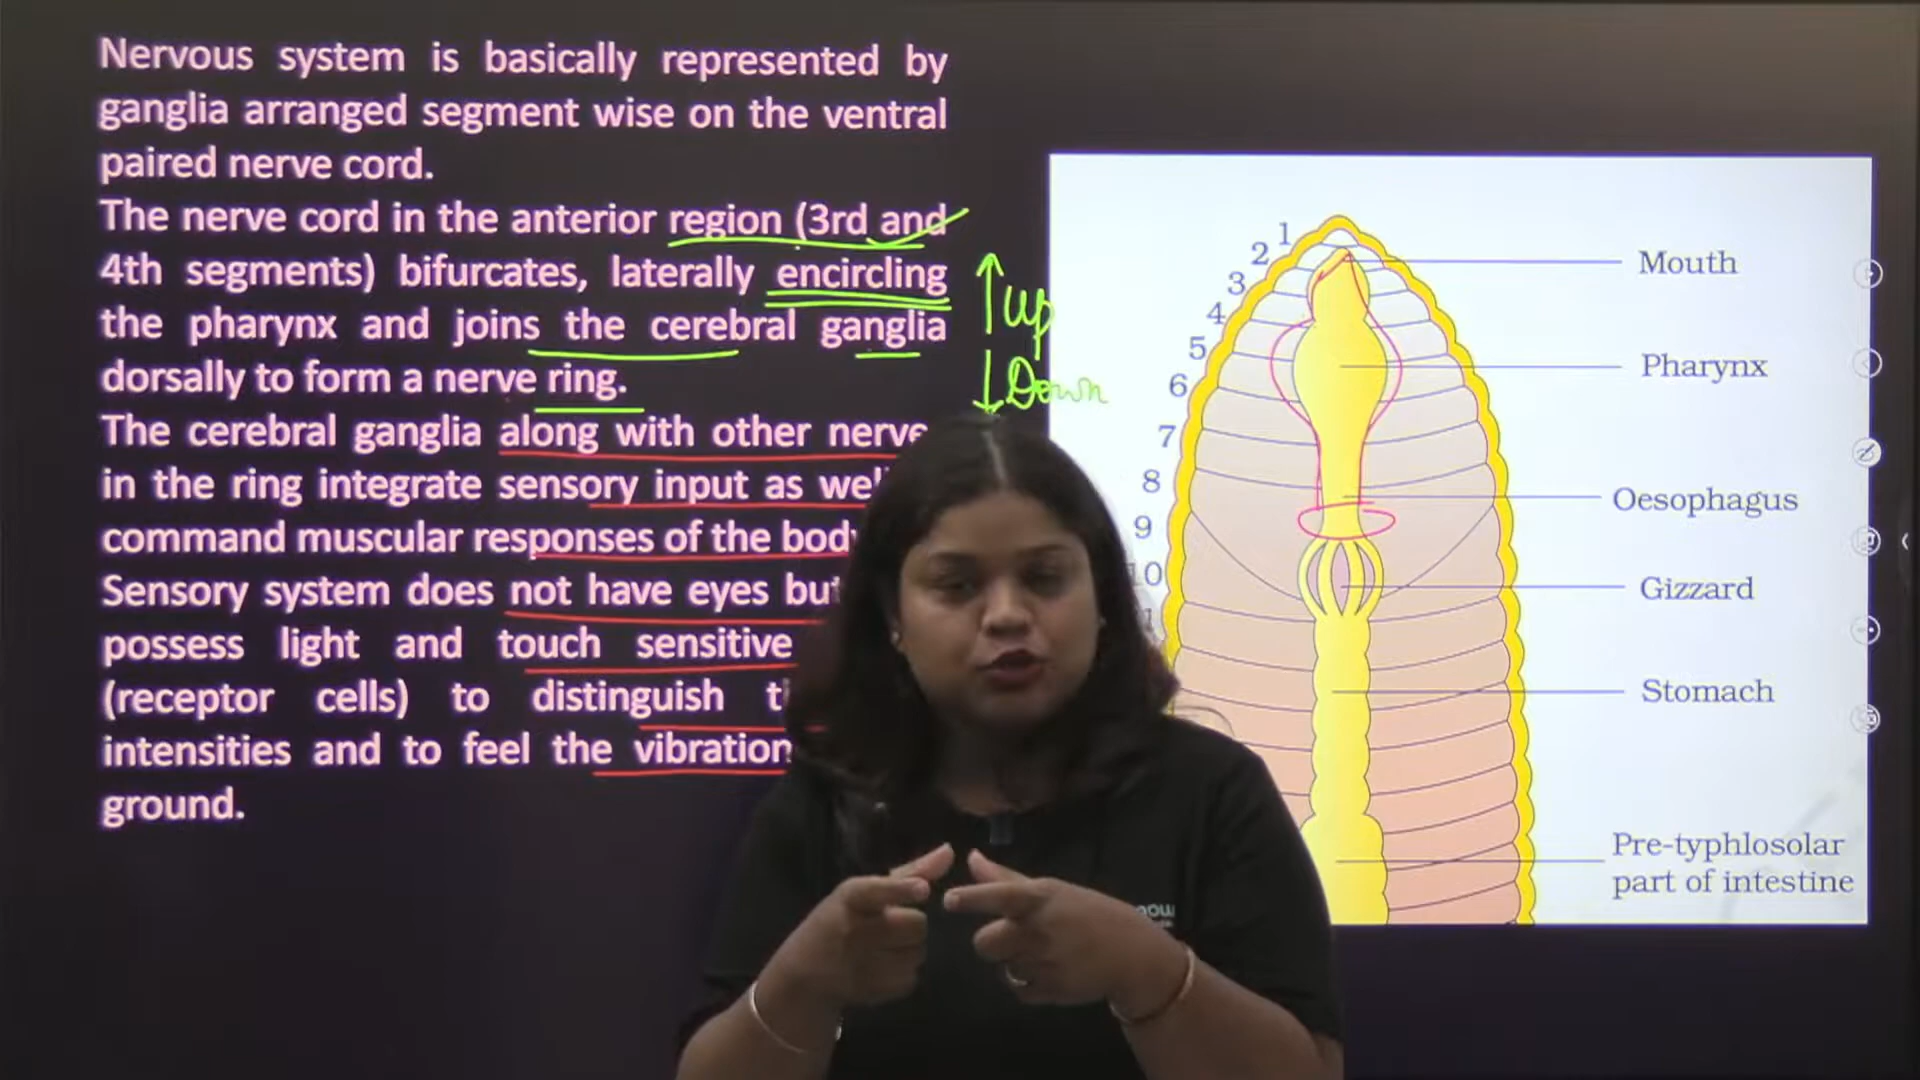 Nervous system is basically represented by
ganglia arranged segment wise on the ventral
paired nerve cord.
The nerve cord in the anterior region (3rd and
4th segments) bifurcates, laterally encircling
the pharynx and joins the cerebral ganglia
dorsally to form a nerve ring.
The cerebral ganglia along with other
in the ring integrate sensory input as
command muscular responses of the
Sensory system does not have eyes
possess light and touch sensitive
(receptor cells) to distinguish
intensities and to feel the
ground.
up
Down
1
2
3
4
5
6
7
8
9
10
Mouth
Pharynx
Oesophagus
Gizzard
Stomach
Pre-typhlosolar
part of intestine